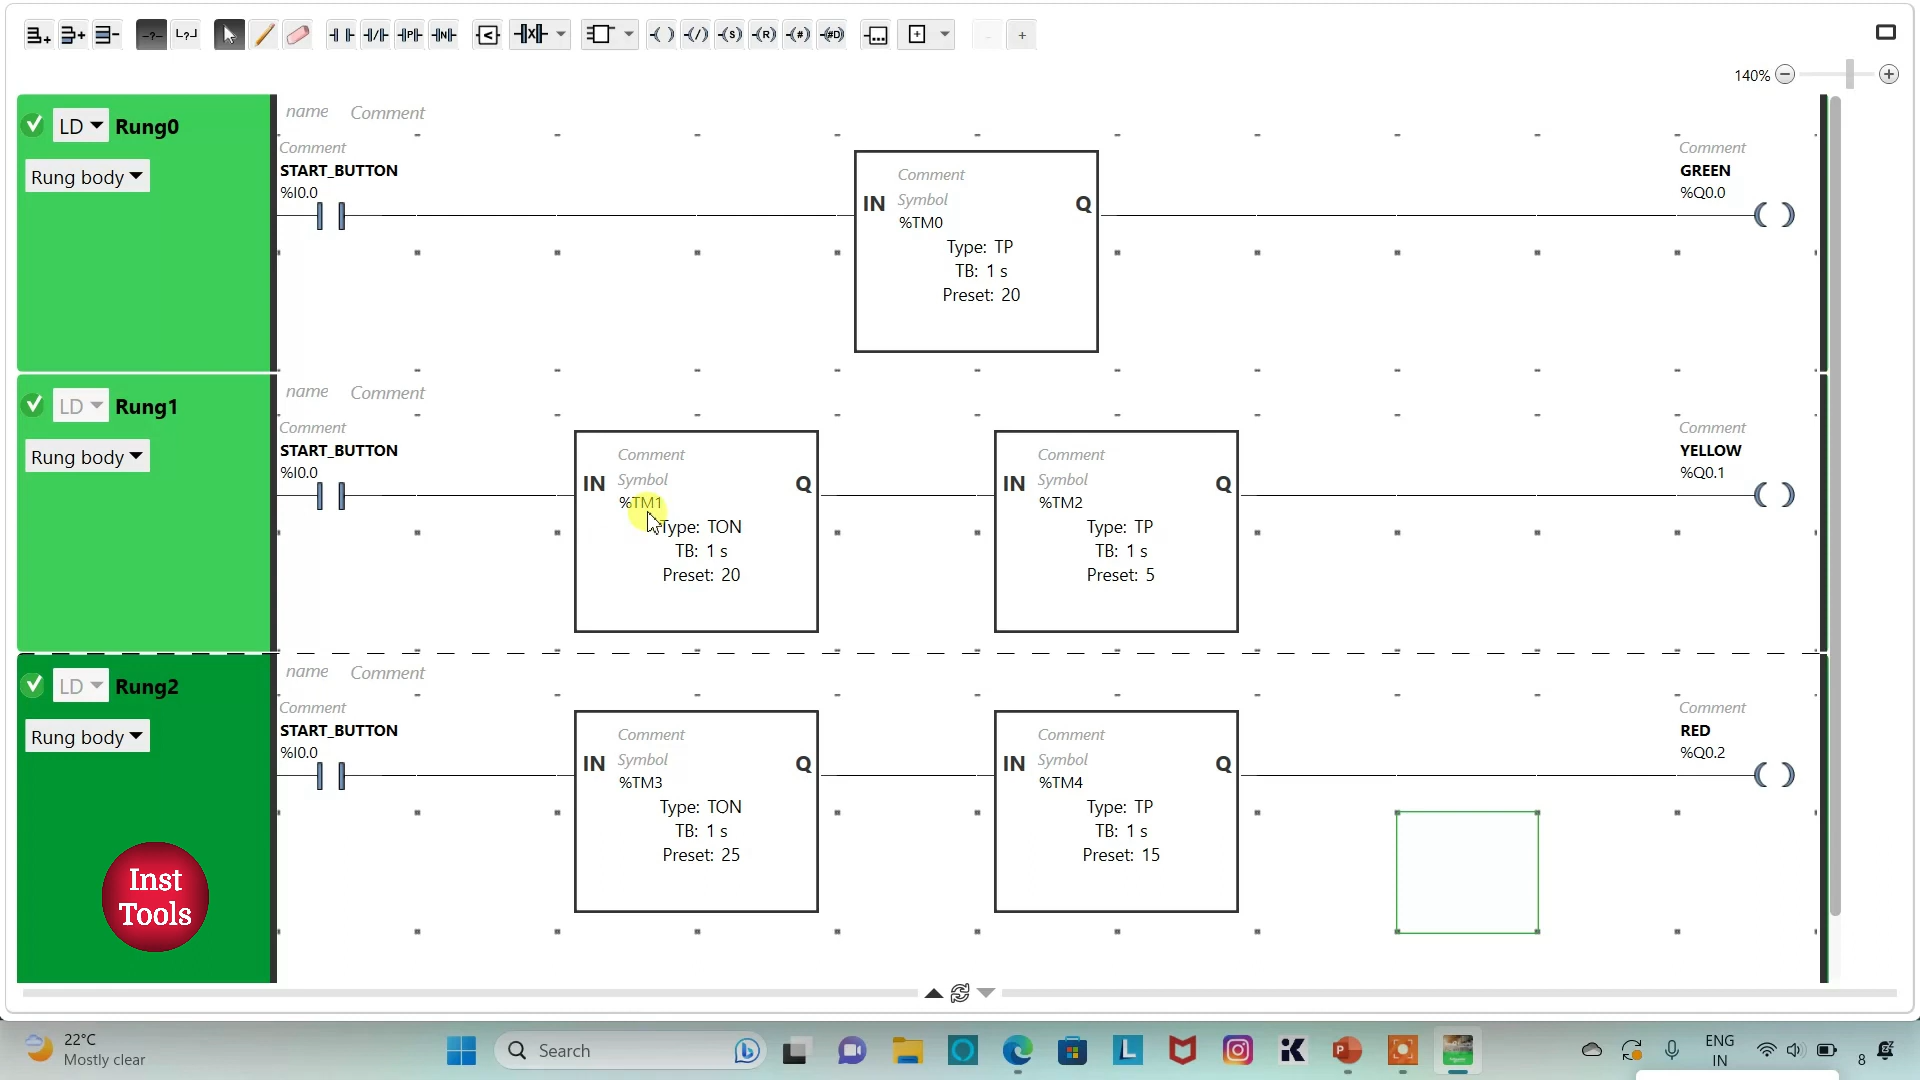 140%
LD Rung0
Rung body
name Comment
Comment
START_BUTTON
%I0.0
Comment
IN Symbol Q
%TM0
Type: TP
TB: 1 s
Preset: 20
Comment
GREEN
%Q0.0
LD Rung1
Rung body
name Comment
Comment
START_BUTTON
%I0.0
Comment
IN Symbol Q
%TM1
Type: TON
TB: 1 s
Preset: 20
Comment
IN Symbol Q
%TM2
Type: TP
TB: 1 s
Preset: 5
Comment
YELLOW
%Q0.1
LD Rung2
Rung body
name Comment
Comment
START_BUTTON
%I0.0
Comment
IN Symbol Q
%TM3
Type: TON
TB: 1 s
Preset: 25
Comment
IN Symbol Q
%TM4
Type: TP
TB: 1 s
Preset: 15
Comment
RED
%Q0.2
Inst
Tools
22°C
Mostly clear
Search
ENG
IN
8